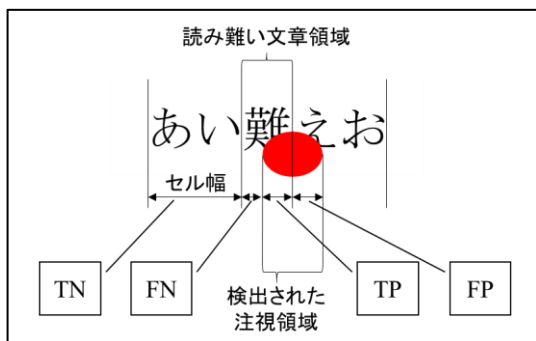 読み難い文章領域
あい難えお
セル幅
TN
FN
検出された
注視領域
TP
FP